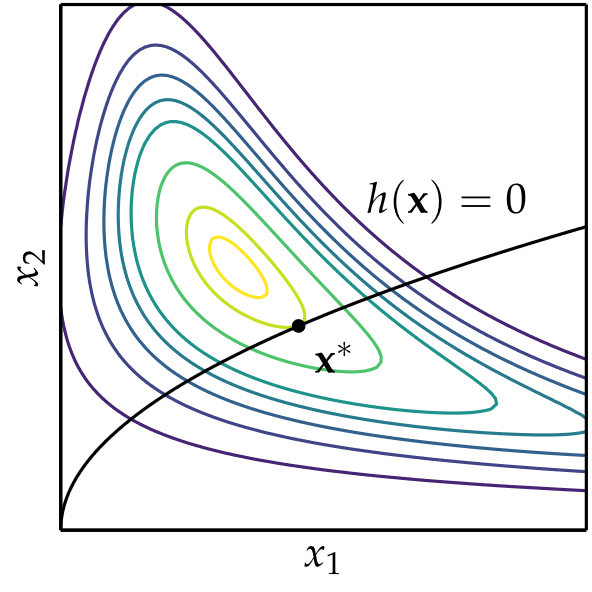 h(𝐱) = 0
x₂
𝐱*
x₁